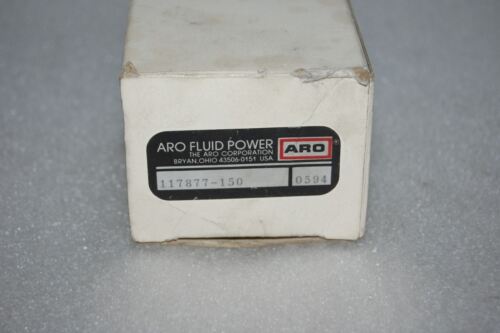 ARO FLUID POWER
THE ARO CORPORATION
BRYAN, OHIO 43506-0151 USA
ARO®
117877-150 0594